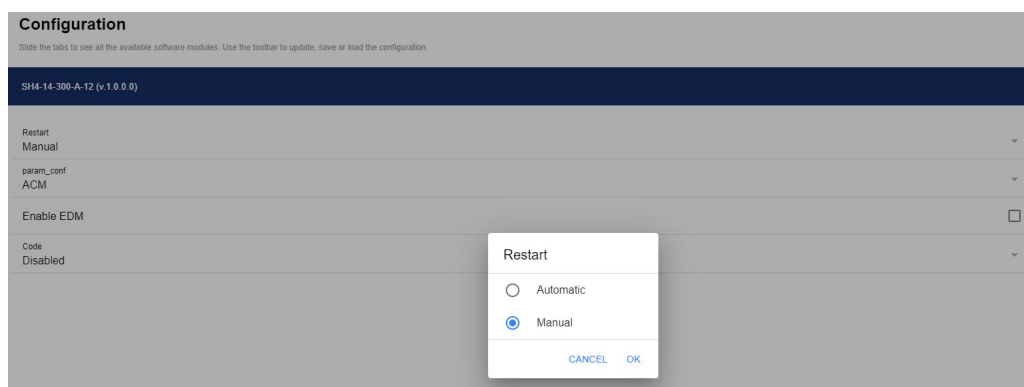 Configuration
Slide the tabs to see all the available software modules. Use the toolbar to update, save or load the configuration.
SH4-14-300-A-12 (v.1.0.0.0)
Restart
Manual
param_conf
ACM
Enable EDM
Code
Disabled
Restart
Automatic
Manual
CANCEL OK